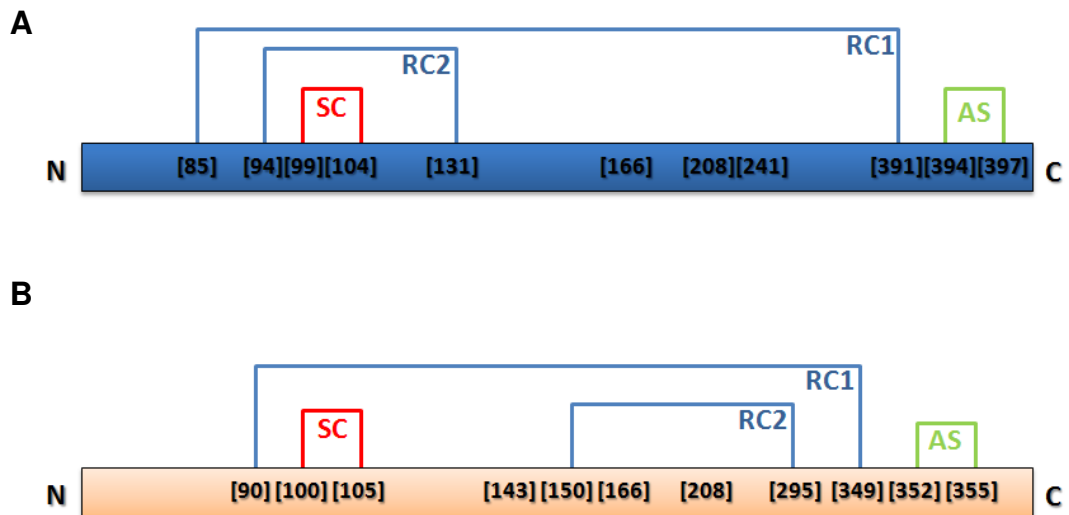 A
RC1
RC2
SC
AS
N [85] [94][99][104] [131] [166] [208][241] [391][394][397] C
B
RC1
RC2
SC
AS
N [90] [100] [105] [143] [150] [166] [208] [295] [349] [352] [355] C